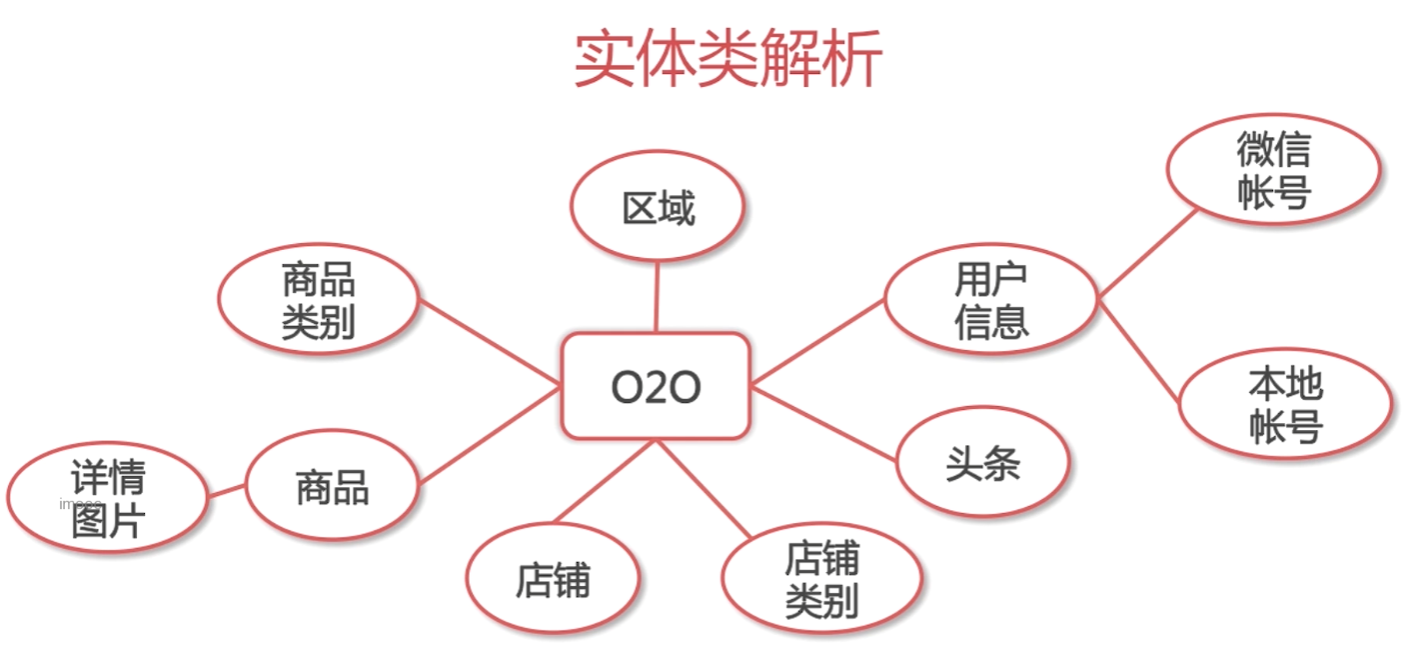 实体类解析
微信
帐号
区域
商品
类别
用户
信息
O2O
本地
帐号
头条
详情
图片
商品
店铺
店铺
类别